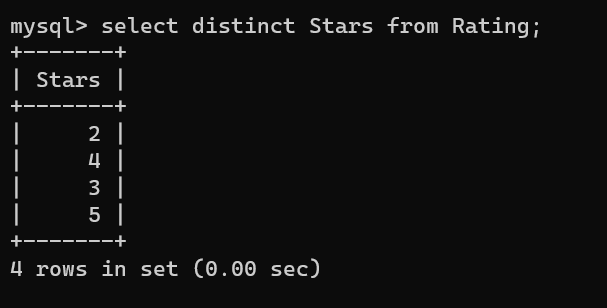 mysql> select distinct Stars from Rating;
+-------+
| Stars |
+-------+
|     2 |
|     4 |
|     3 |
|     5 |
+-------+
4 rows in set (0.00 sec)